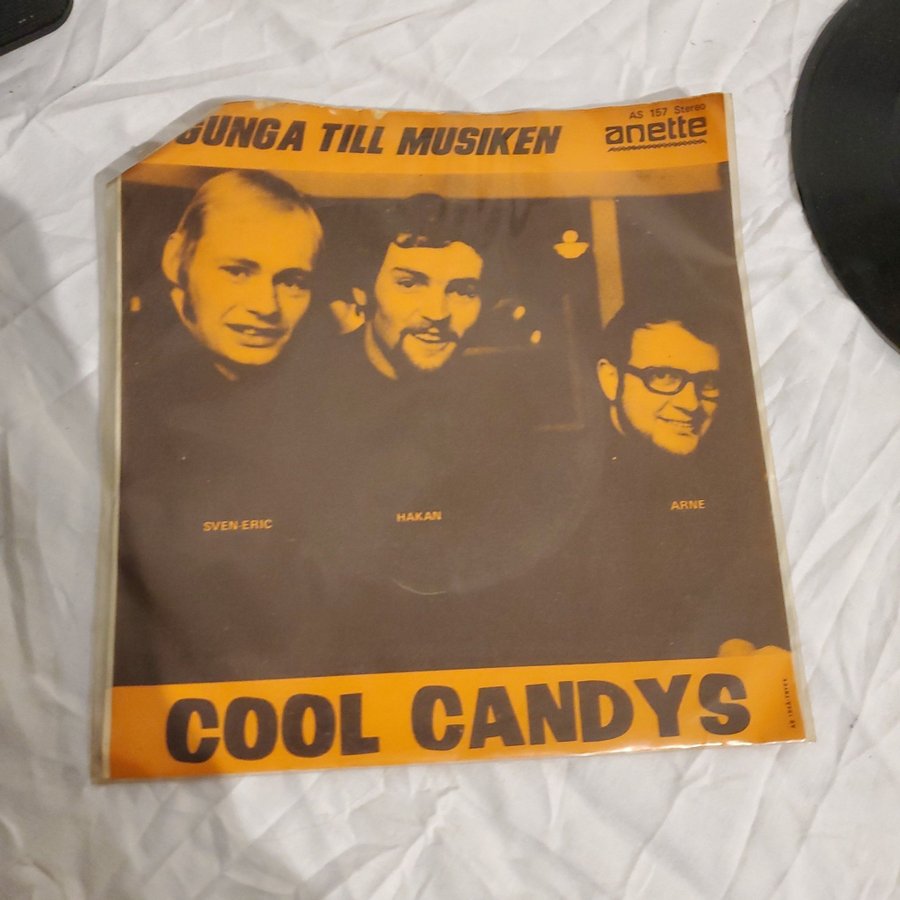 GUNGA TILL MUSIKEN
AS 157 Stereo
anette
SVEN-ERIC
HAKAN
ARNE
COOL CANDYS